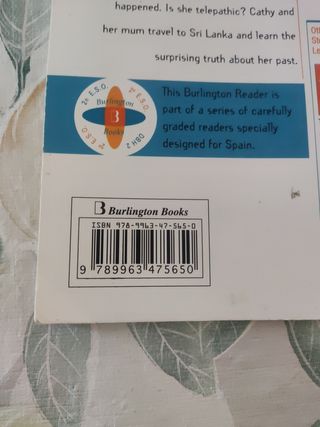 happened. Is she telepathic? Cathy and
her mum travel to Sri Lanka and learn the
surprising truth about her past.
2º E.S.O.
2º E.S.O.
DBH 2
Burlington
B
Books
This Burlington Reader is
part of a series of carefully
graded readers specially
designed for Spain.
B Burlington Books
ISBN 978-9963-47-565-0
9 789963 475650